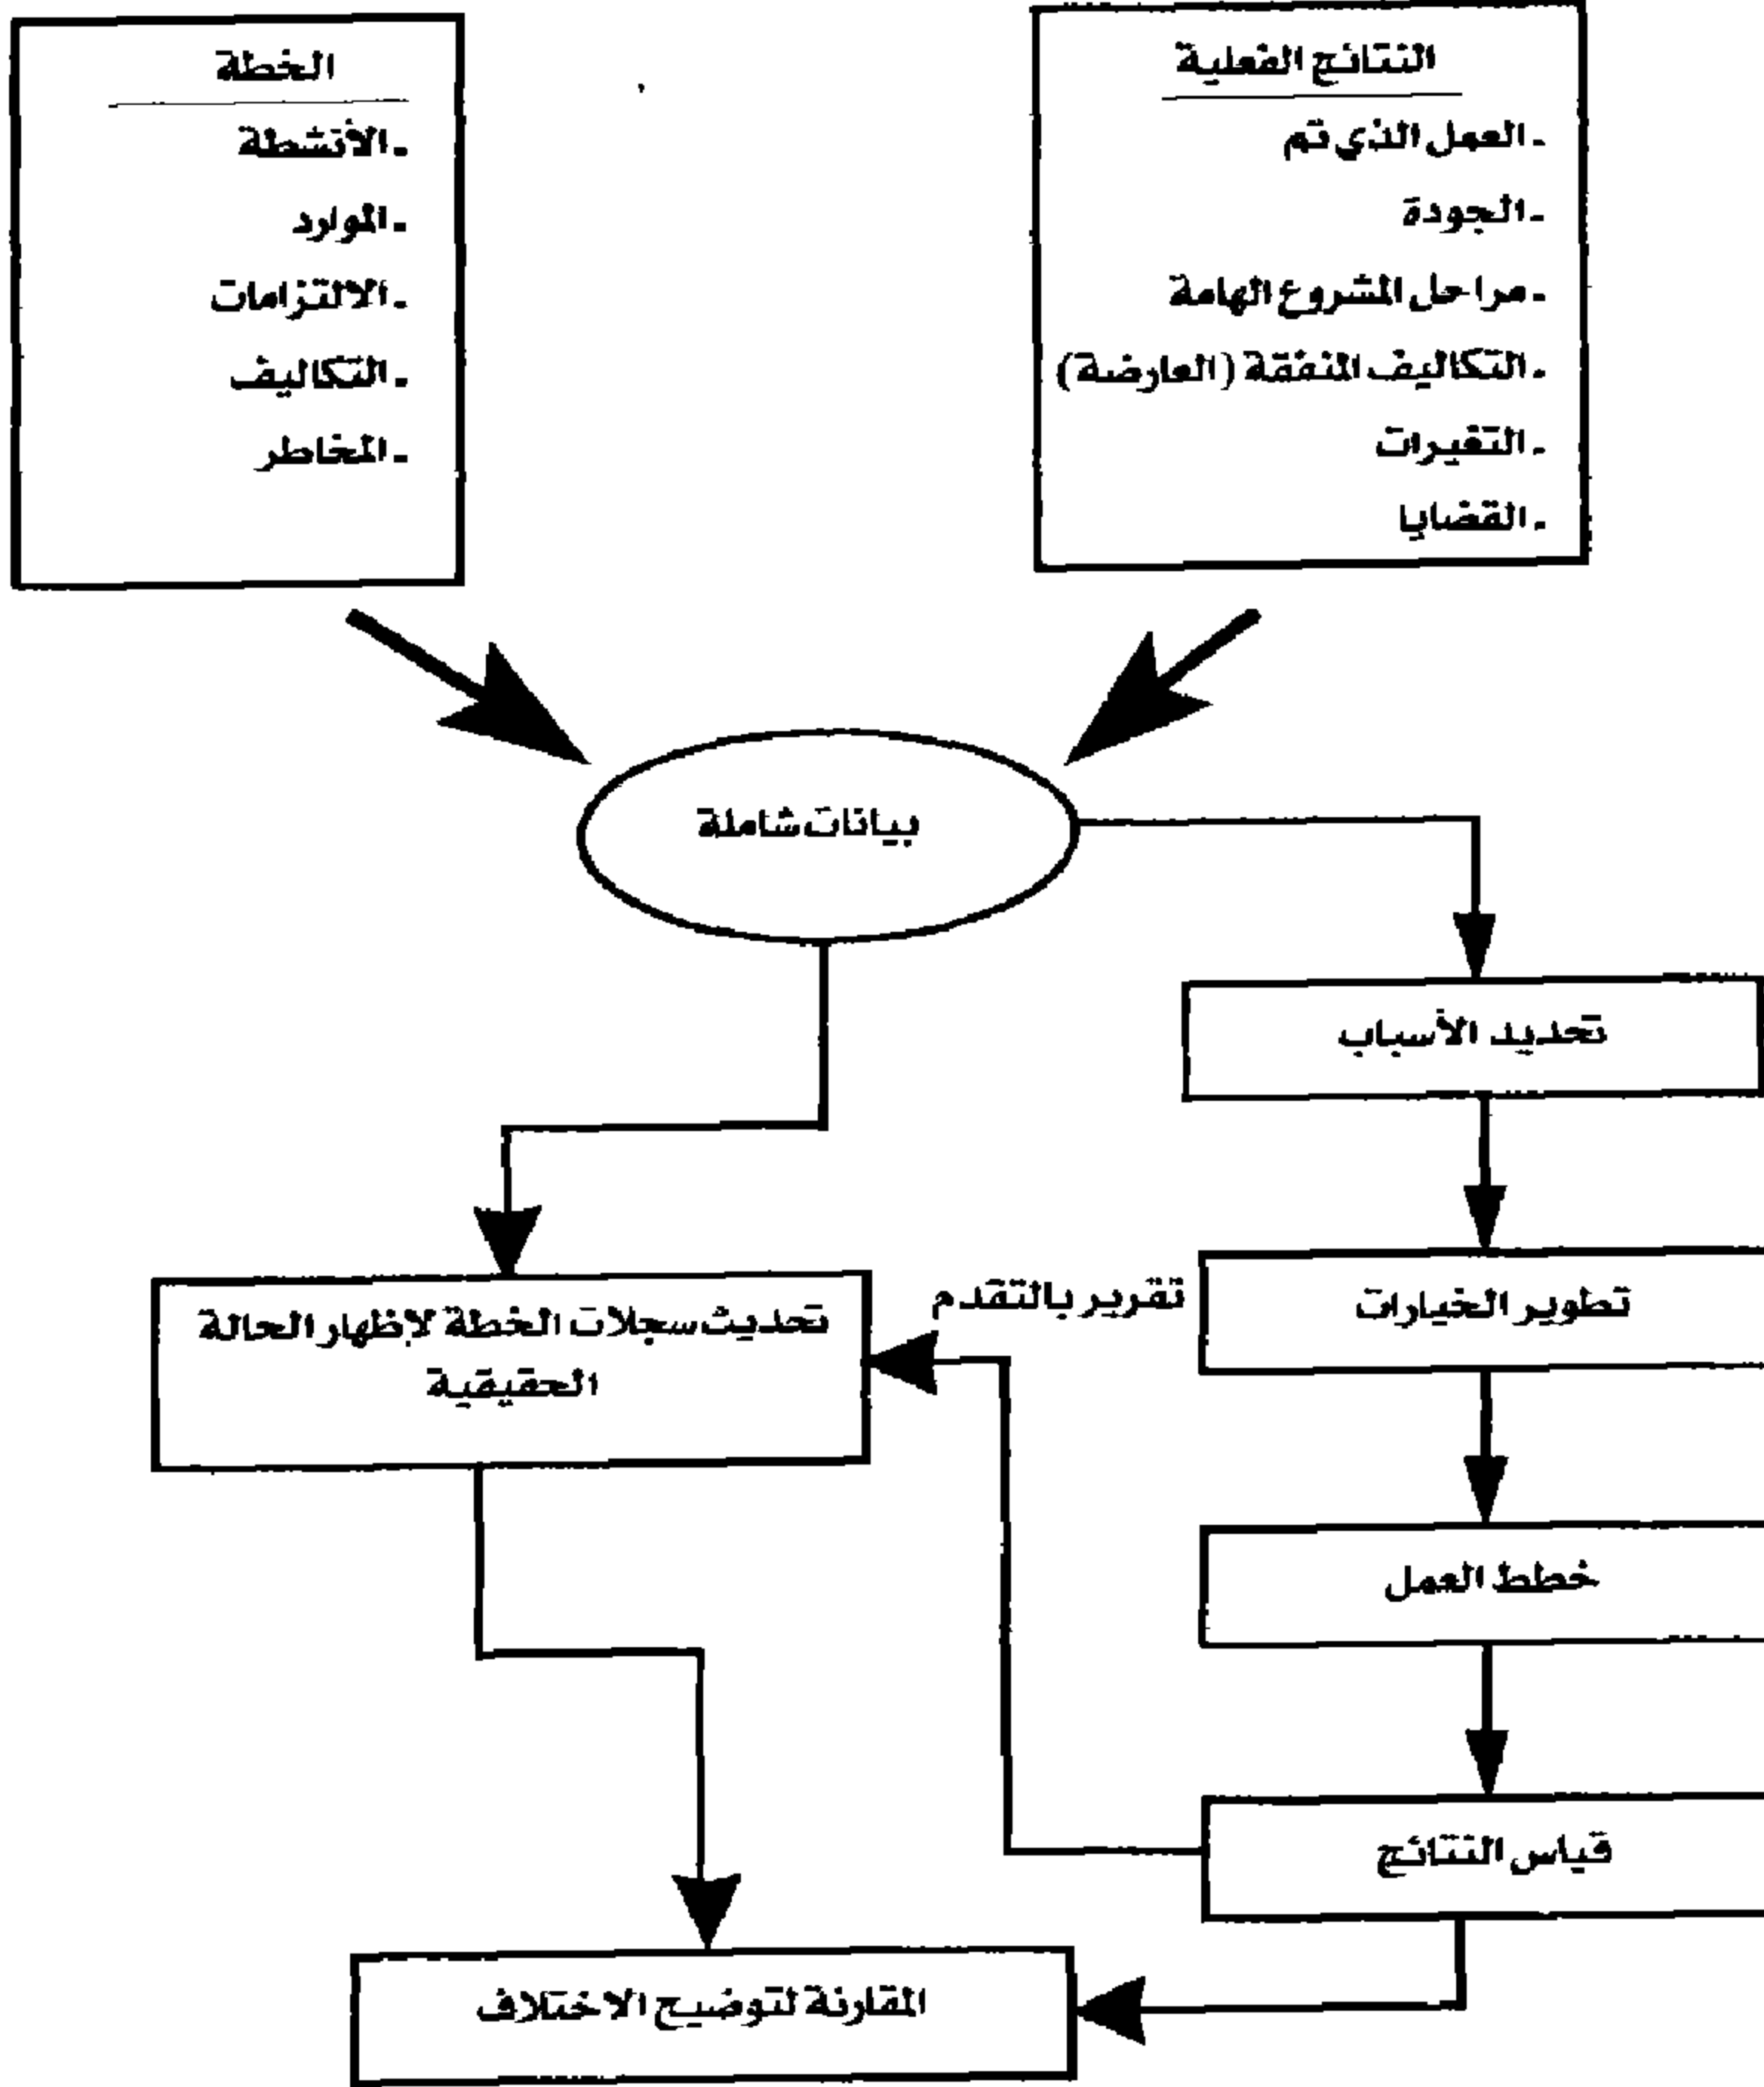 النتائج الفعلية
- العمل الذي تم
- الجودة
- مراحل المشروع الهامة
- التكاليف المنفقة (العارضة)
- التغيرات
- القضايا
الخطة
- الأنشطة
- الموارد
- الالتزامات
- التكاليف
- المخاطر
بيانات شاملة
تحديد الأسباب
تطوير الخيارات
تقرير بالتقدم
تحديث سجلات الخطة لإظهار الحالة
الحقيقية
خطط العمل
قياس النتائج
المقارنة لتوضيح الاختلاف